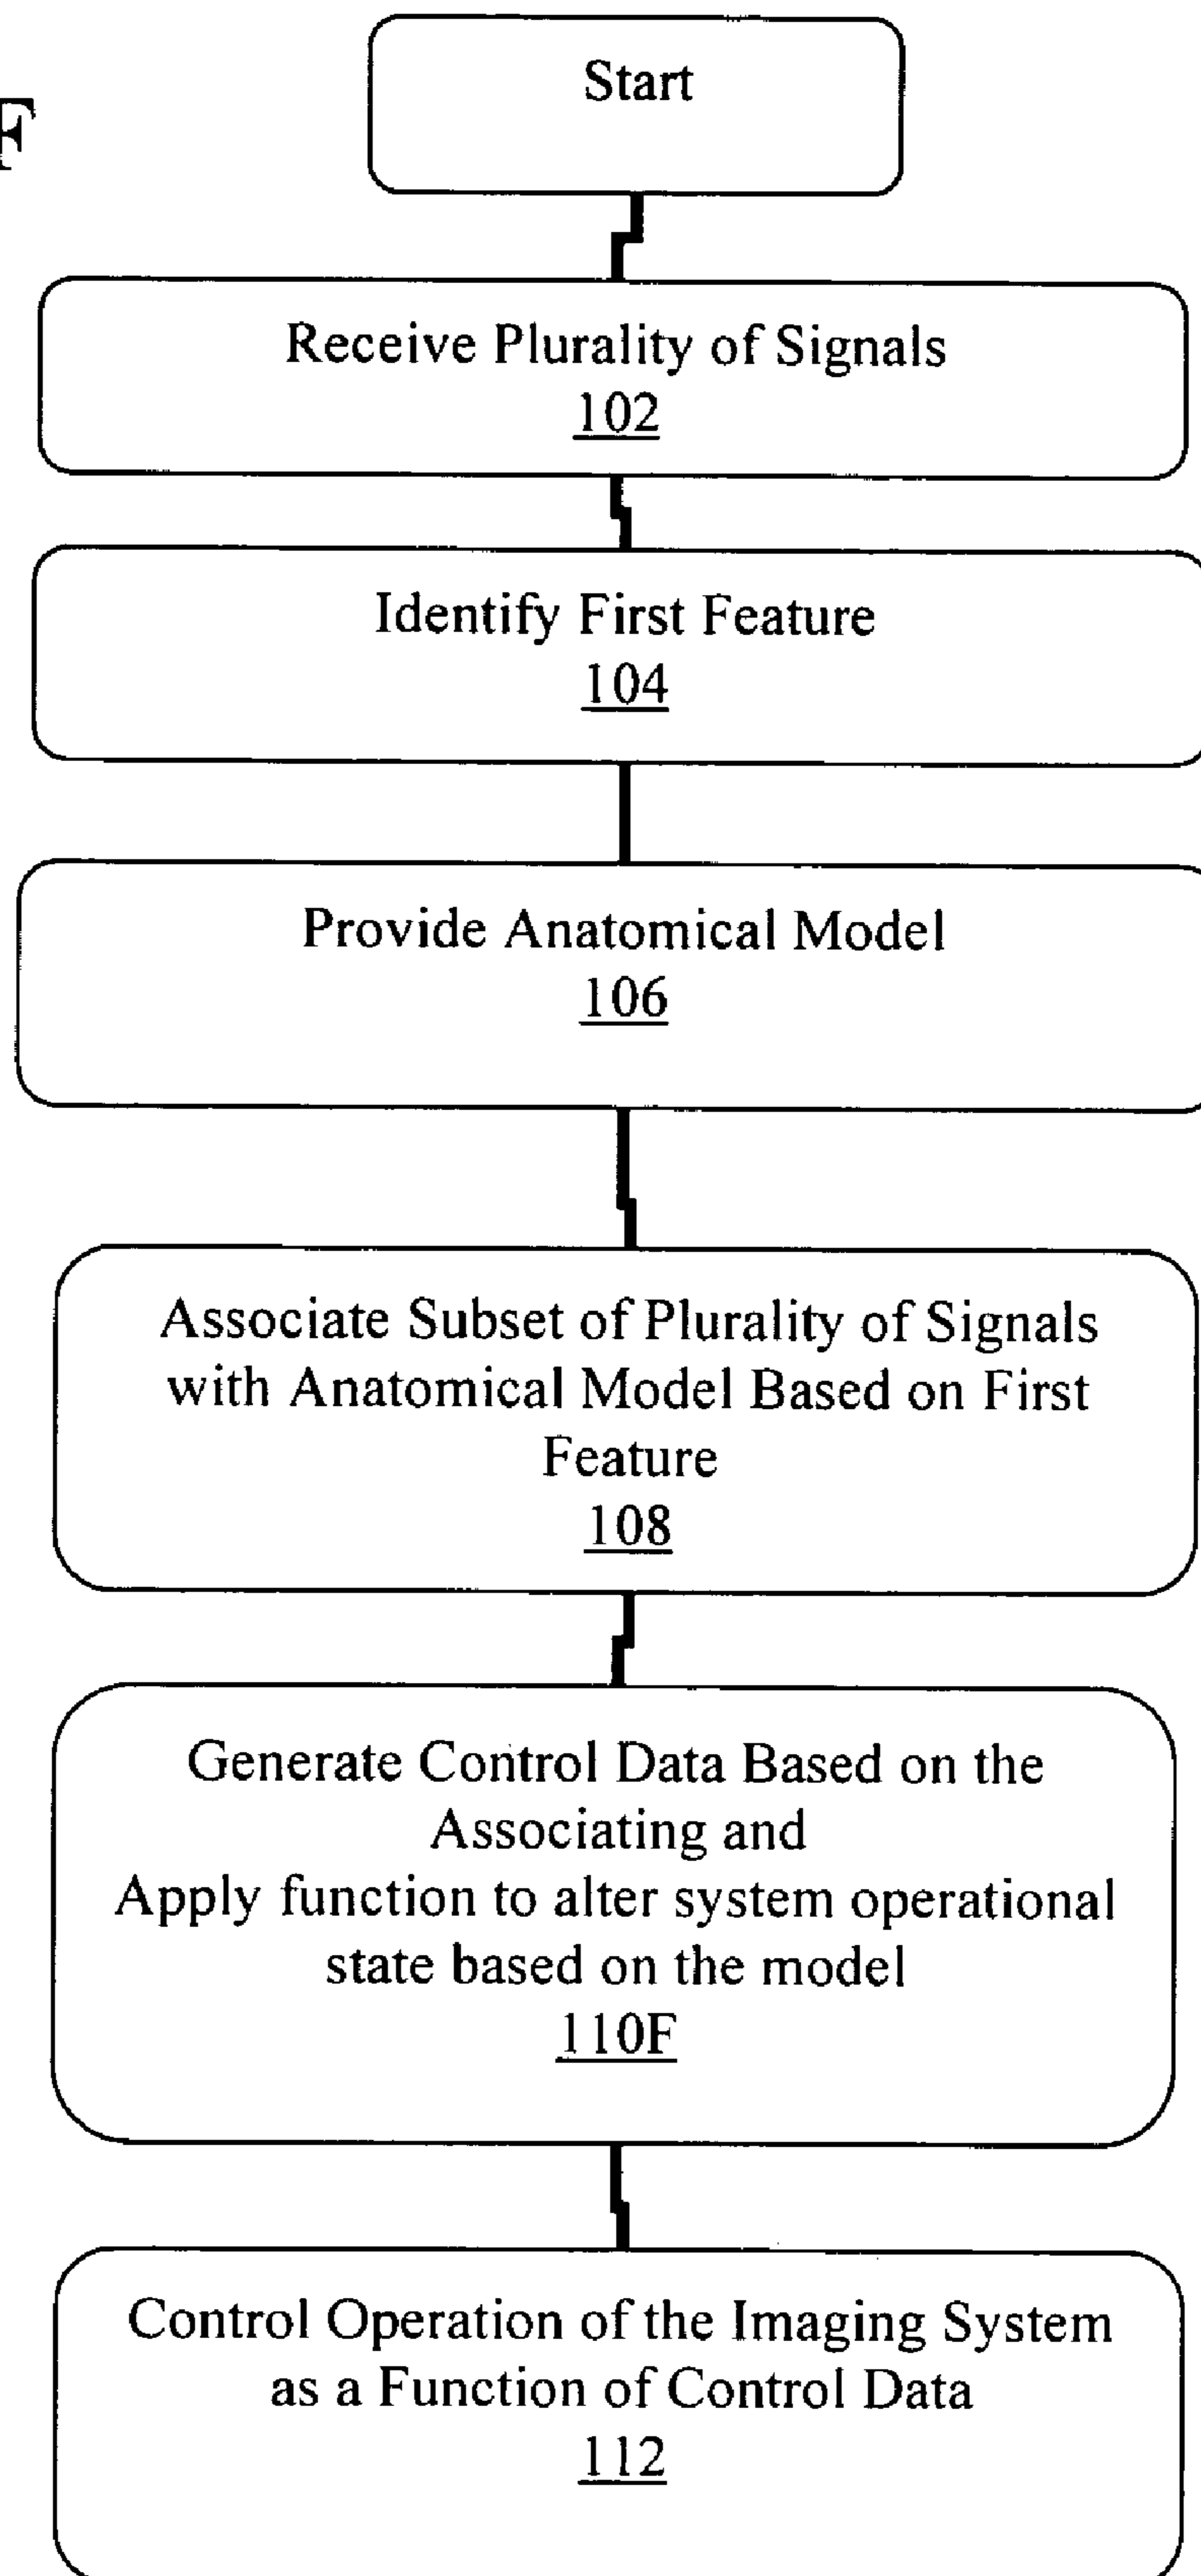 F
Start
Receive Plurality of Signals
102
Identify First Feature
104
Provide Anatomical Model
106
Associate Subset of Plurality of Signals
with Anatomical Model Based on First
Feature
108
Generate Control Data Based on the
Associating and
Apply function to alter system operational
state based on the model
110F
Control Operation of the Imaging System
as a Function of Control Data
112